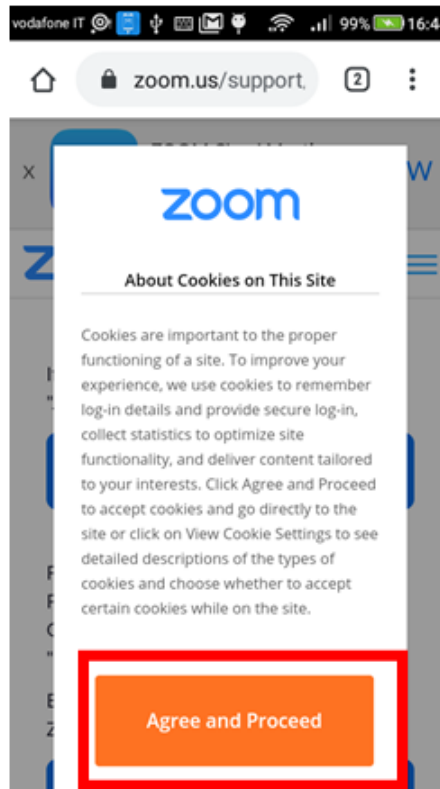 vodafone IT 99% 16:4
zoom.us/support, 2
x W
zoom
About Cookies on This Site
Cookies are important to the proper
functioning of a site. To improve your
experience, we use cookies to remember
log-in details and provide secure log-in,
collect statistics to optimize site
functionality, and deliver content tailored
to your interests. Click Agree and Proceed
to accept cookies and go directly to the
site or click on View Cookie Settings to see
detailed descriptions of the types of
cookies and choose whether to accept
certain cookies while on the site.
Agree and Proceed